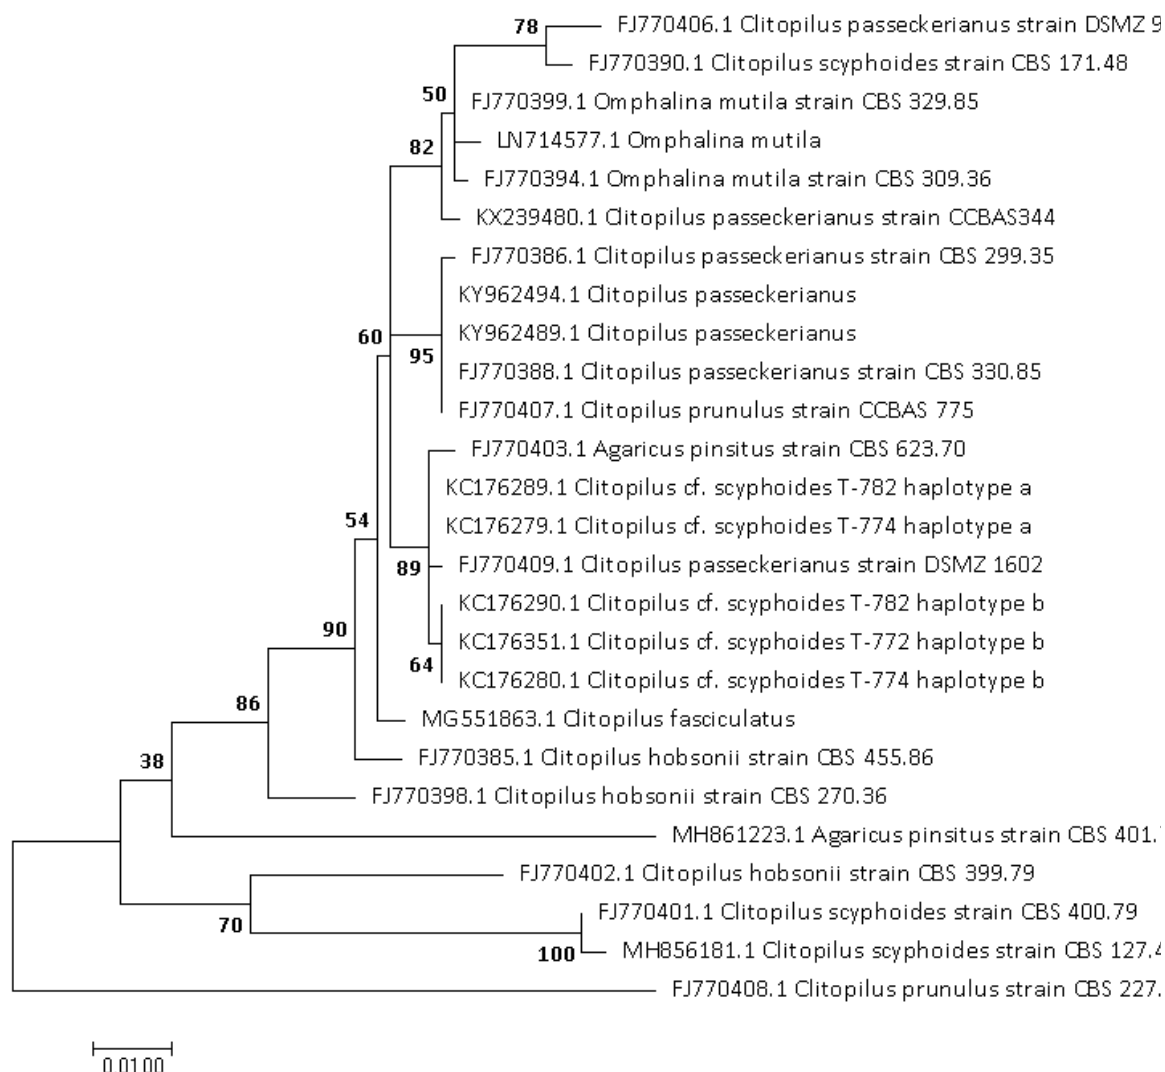 78
FJ770406.1 Clitopilus passeckerianus strain DSMZ 9
FJ770390.1 Clitopilus scyphoides strain CBS 171.48
50
FJ770399.1 Omphalina mutila strain CBS 329.85
82
LN714577.1 Omphalina mutila
FJ770394.1 Omphalina mutila strain CBS 309.36
KX239480.1 Clitopilus passeckerianus strain CCBAS344
FJ770386.1 Clitopilus passeckerianus strain CBS 299.35
KY962494.1 Clitopilus passeckerianus
60
KY962489.1 Clitopilus passeckerianus
95
FJ770388.1 Clitopilus passeckerianus strain CBS 330.85
FJ770407.1 Clitopilus prunulus strain CCBAS 775
FJ770403.1 Agaricus pinsitus strain CBS 623.70
KC176289.1 Clitopilus cf. scyphoides T-782 haplotype a
54
KC176279.1 Clitopilus cf. scyphoides T-774 haplotype a
89
FJ770409.1 Clitopilus passeckerianus strain DSMZ 1602
KC176290.1 Clitopilus cf. scyphoides T-782 haplotype b
90
KC176351.1 Clitopilus cf. scyphoides T-772 haplotype b
64
KC176280.1 Clitopilus cf. scyphoides T-774 haplotype b
86
MG551863.1 Clitopilus fasciculatus
38
FJ770385.1 Clitopilus hobsonii strain CBS 455.86
FJ770398.1 Clitopilus hobsonii strain CBS 270.36
MH861223.1 Agaricus pinsitus strain CBS 401.
FJ770402.1 Clitopilus hobsonii strain CBS 399.79
70
FJ770401.1 Clitopilus scyphoides strain CBS 400.79
100
MH856181.1 Clitopilus scyphoides strain CBS 127.4
FJ770408.1 Clitopilus prunulus strain CBS 227.
0.0100